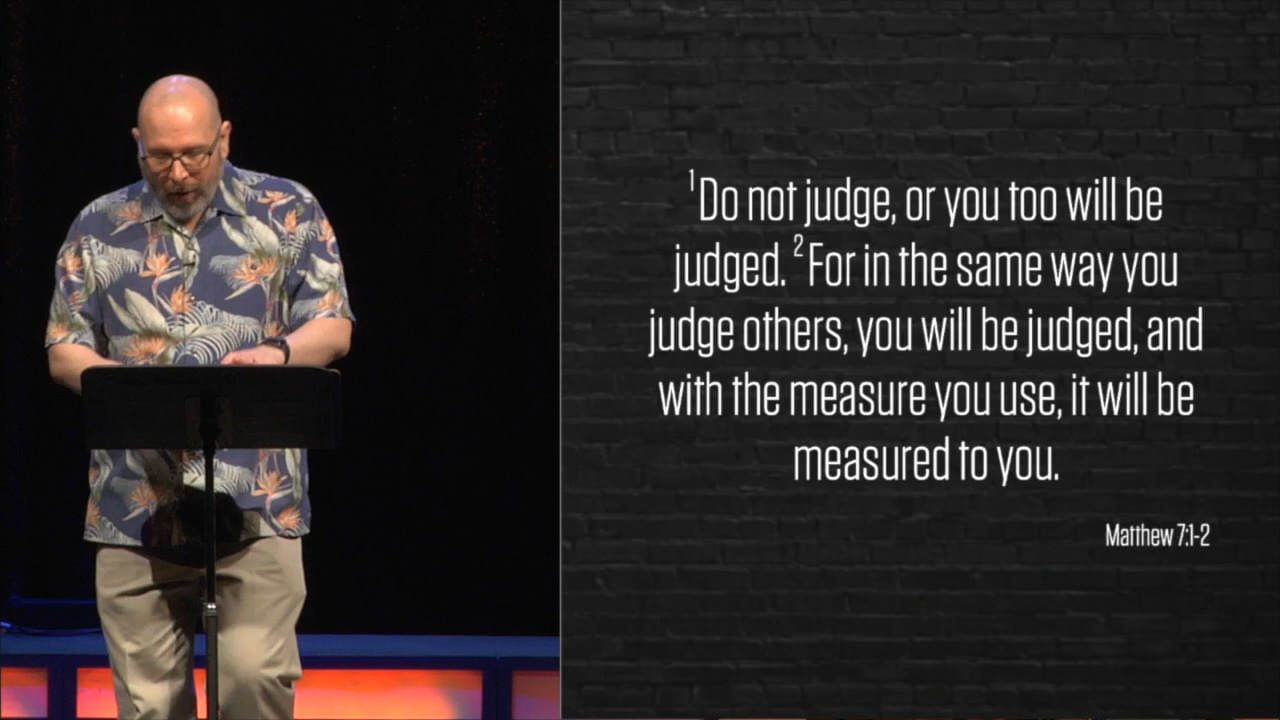 ¹Do not judge, or you too will be
judged. ²For in the same way you
judge others, you will be judged, and
with the measure you use, it will be
measured to you.
Matthew 7:1-2